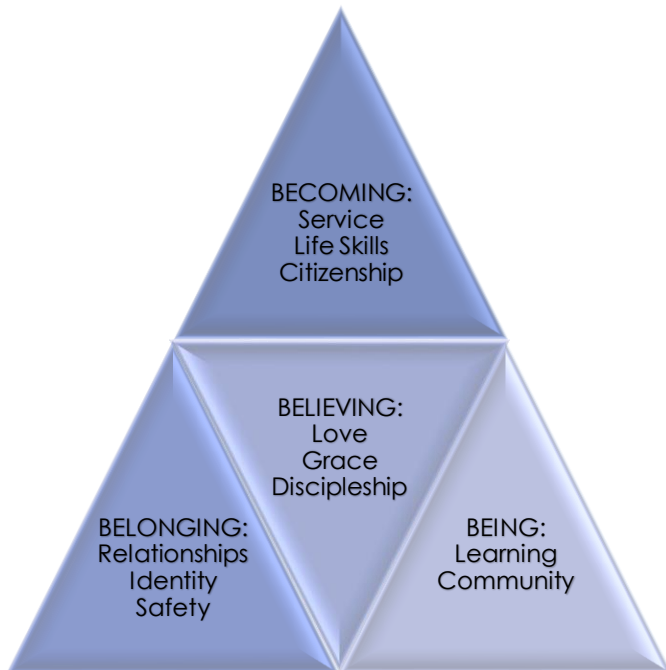 BECOMING:
Service
Life Skills
Citizenship
BELIEVING:
Love
Grace
Discipleship
BELONGING:
Relationships
Identity
Safety
BEING:
Learning
Community